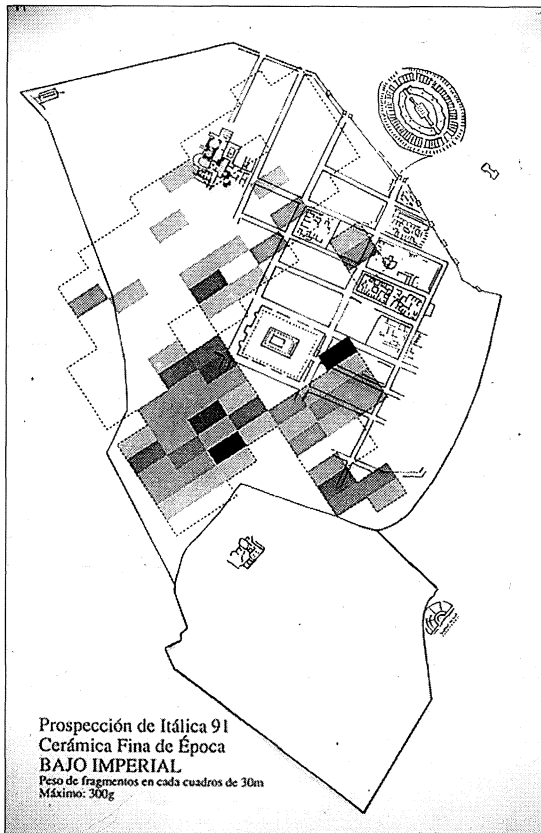 Prospección de Itálica 91
Cerámica Fina de Época
BAJO IMPERIAL
Peso de fragmentos en cada cuadros de 30m
Máximo: 300g